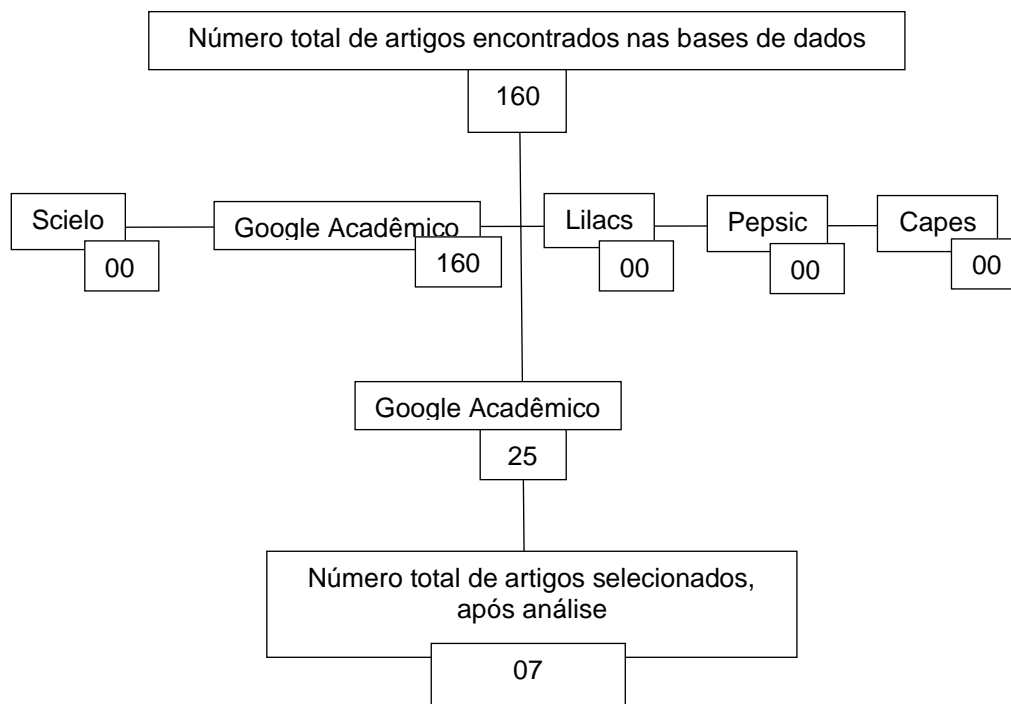 Número total de artigos encontrados nas bases de dados
160
Scielo
00
Google Acadêmico
160
Lilacs
00
Pepsic
00
Capes
00
Google Acadêmico
25
Número total de artigos selecionados,
após análise
07